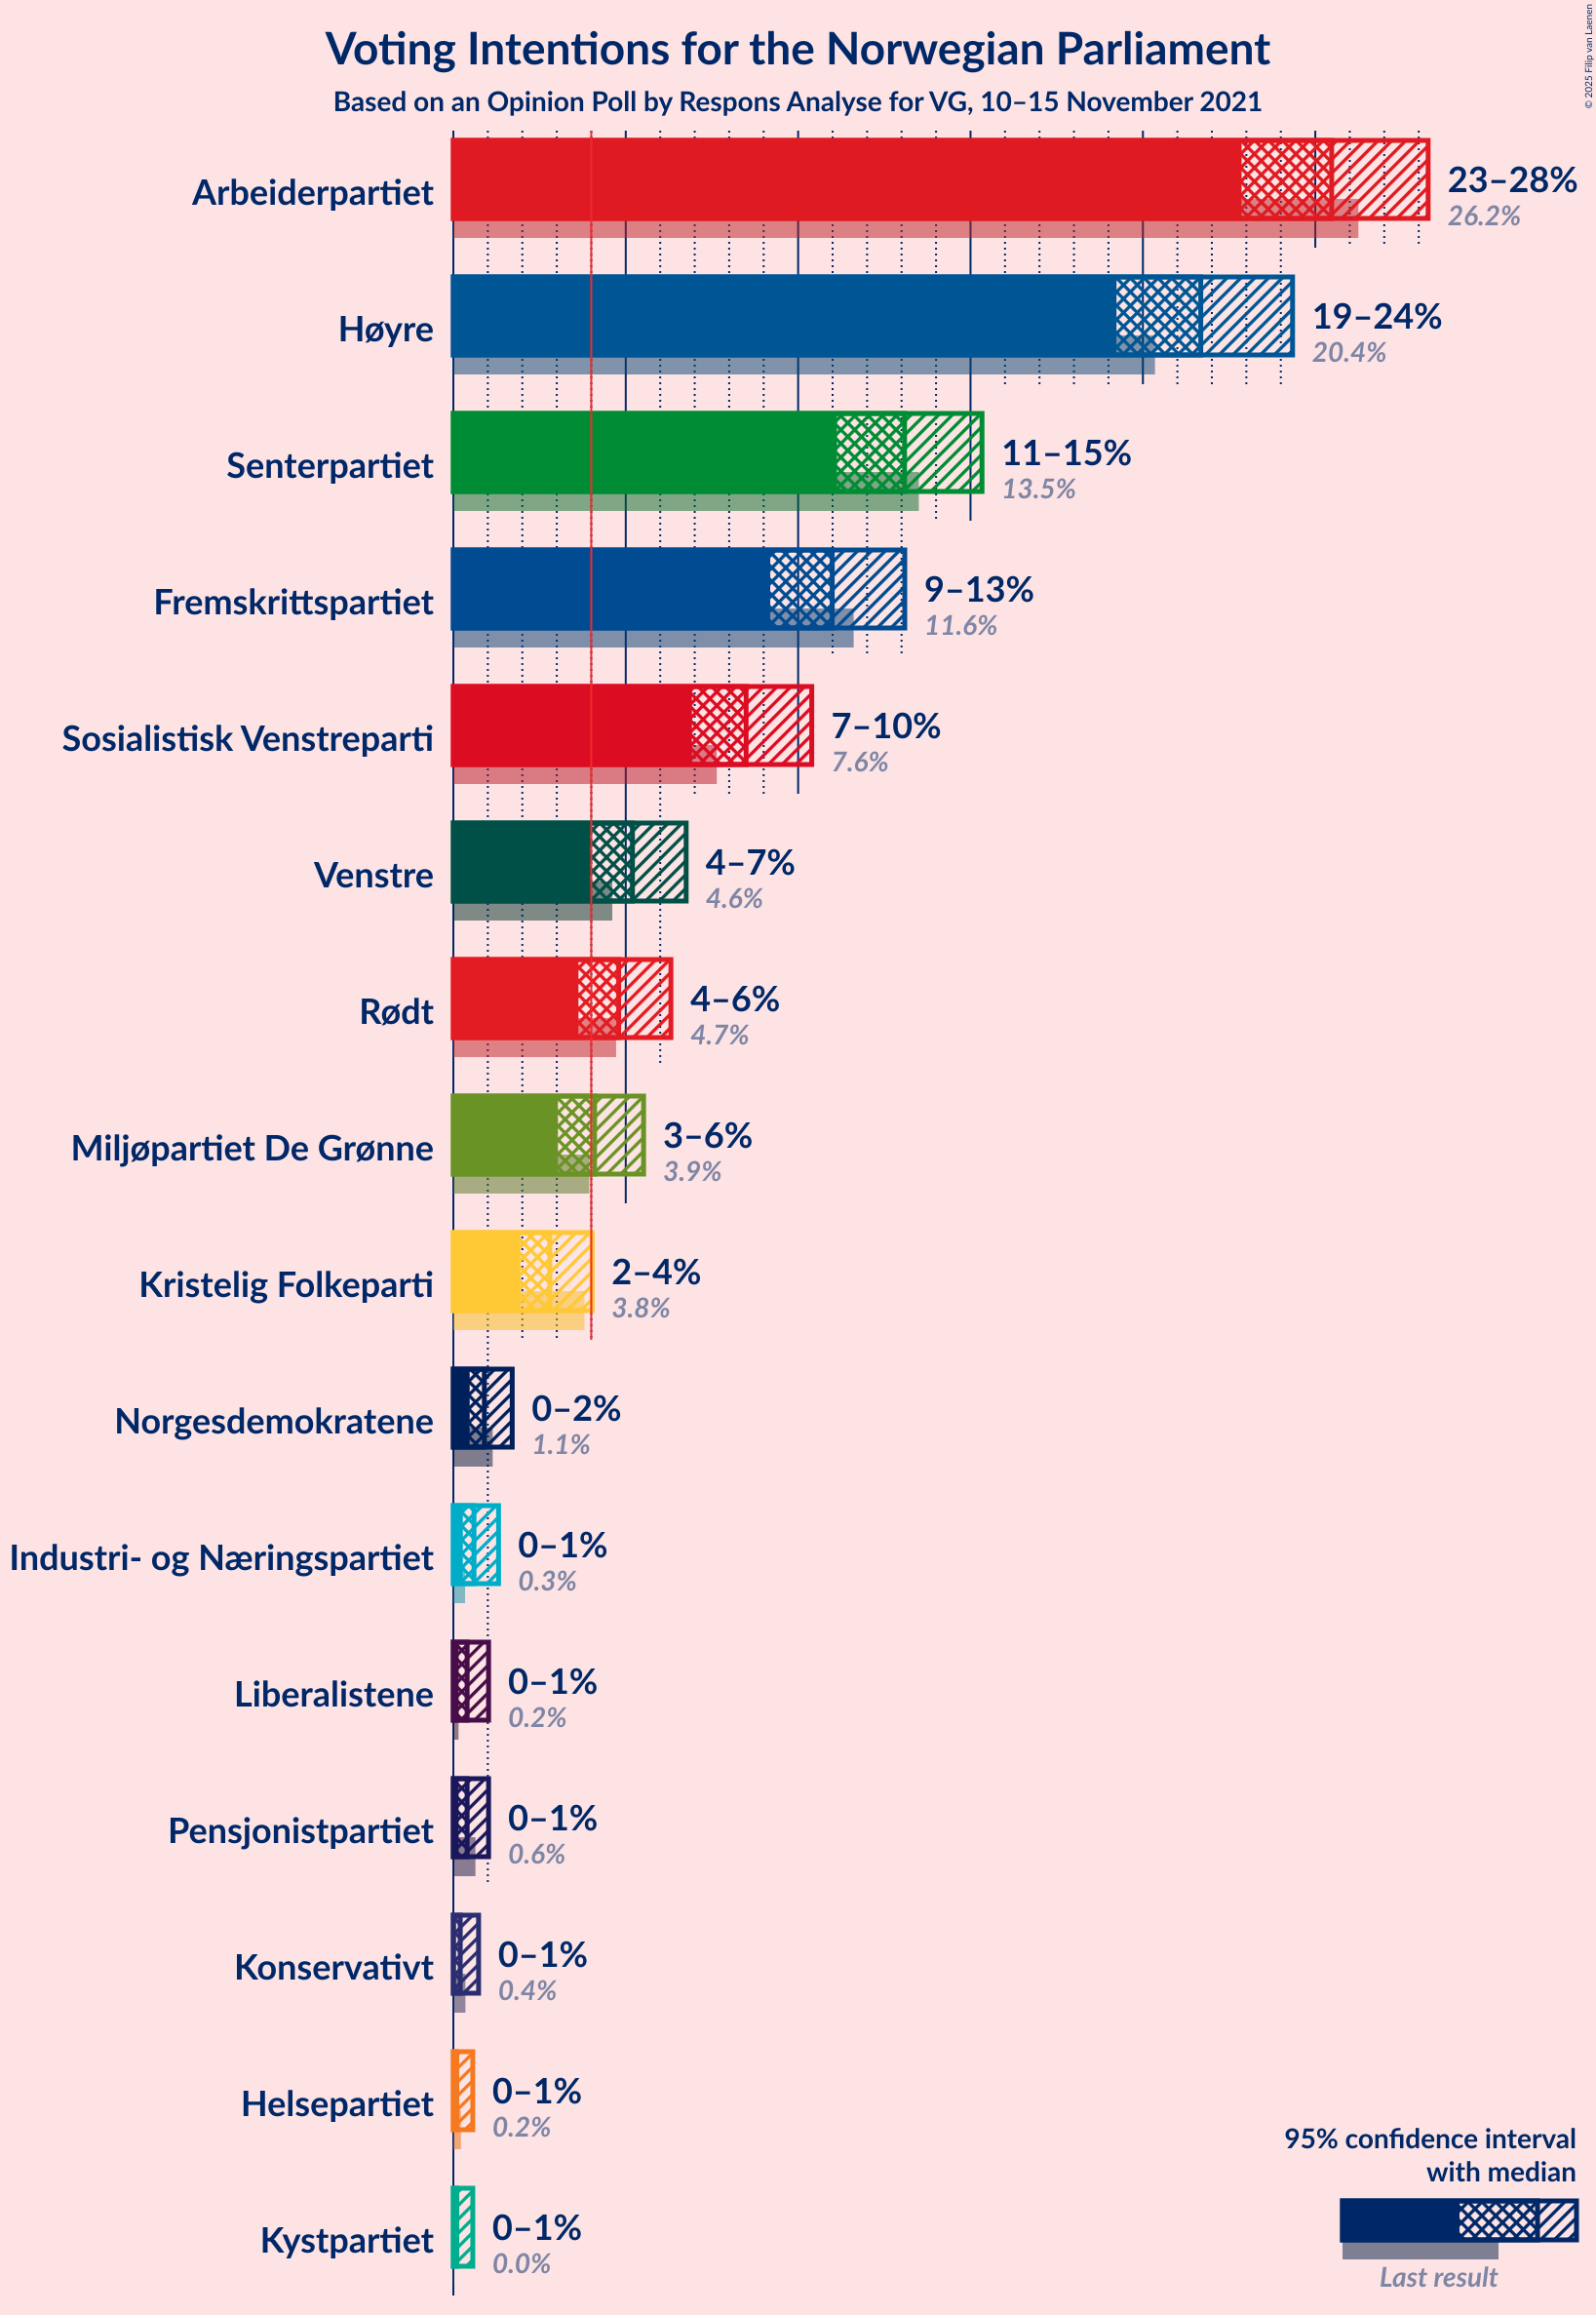 Voting Intentions for the Norwegian Parliament
Based on an Opinion Poll by Respons Analyse for VG, 10–15 November 2021
© 2025 Filip van Laenen
Arbeiderpartiet
23–28%
26.2%
Høyre
19–24%
20.4%
Senterpartiet
11–15%
13.5%
Fremskrittspartiet
9–13%
11.6%
Sosialistisk Venstreparti
7–10%
7.6%
Venstre
4–7%
4.6%
Rødt
4–6%
4.7%
Miljøpartiet De Grønne
3–6%
3.9%
Kristelig Folkeparti
2–4%
3.8%
Norgesdemokratene
0–2%
1.1%
Industri- og Næringspartiet
0–1%
0.3%
Liberalistene
0–1%
0.2%
Pensjonistpartiet
0–1%
0.6%
Konservativt
0–1%
0.4%
Helsepartiet
0–1%
0.2%
Kystpartiet
0–1%
0.0%
95% confidence interval
with median
Last result